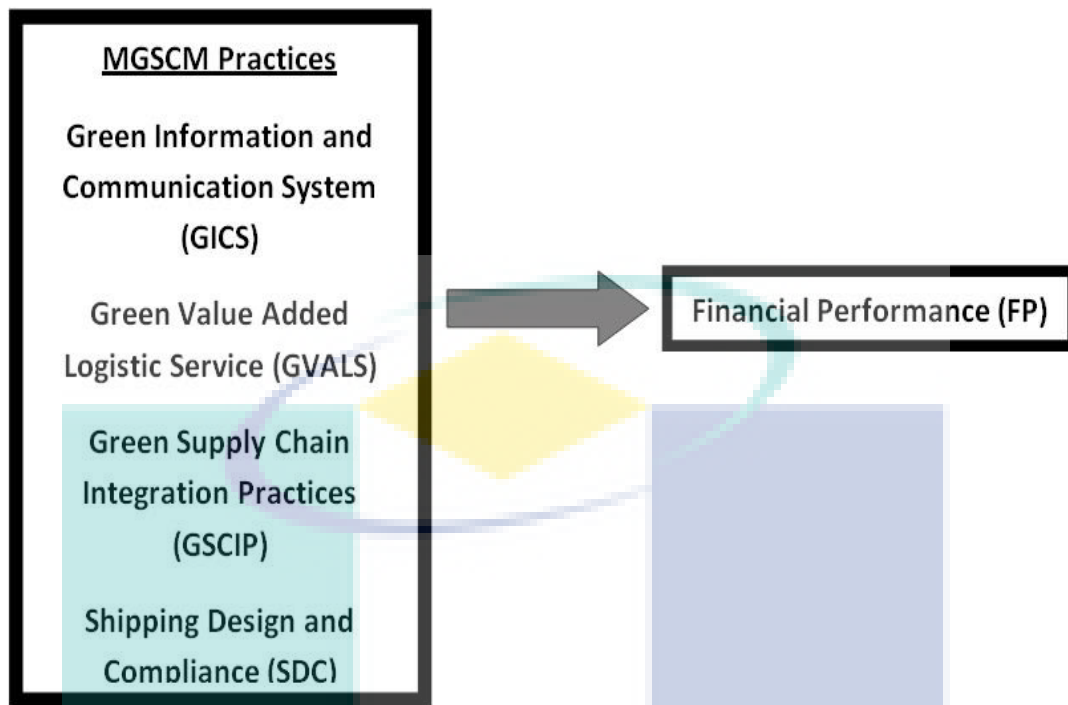 MGSCM Practices
Green Information and
Communication System
(GICS)
Green Value Added
Logistic Service (GVALS)
Green Supply Chain
Integration Practices
(GSCIP)
Shipping Design and
Compliance (SDC)
Financial Performance (FP)